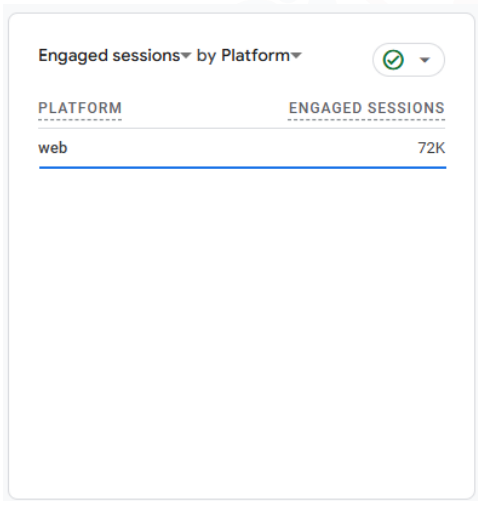 Engaged sessions by Platform
PLATFORM ENGAGED SESSIONS
web 72K